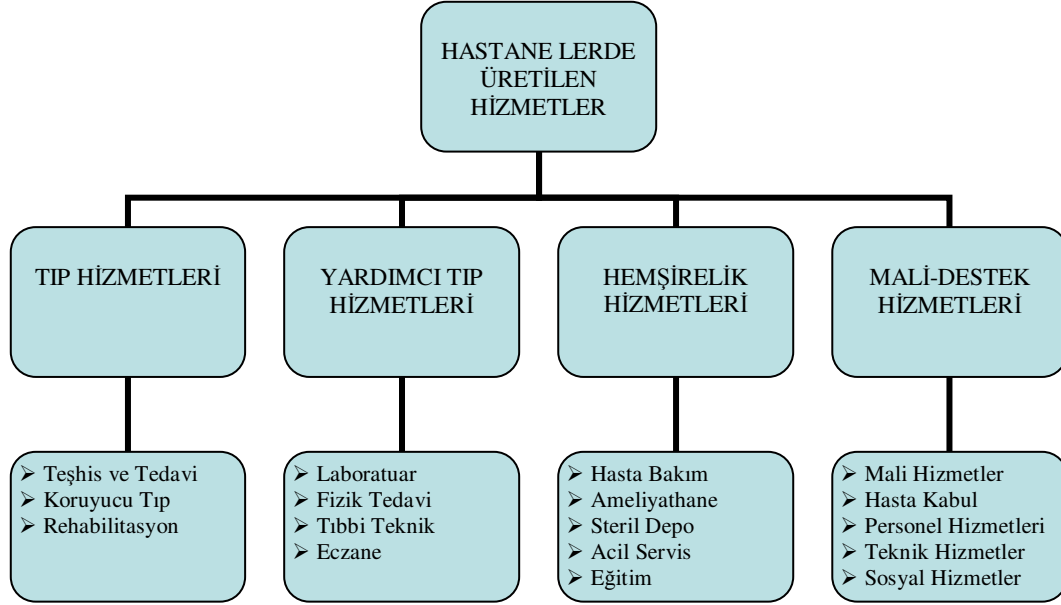 HASTANE LERDE
ÜRETİLEN
HİZMETLER
TIP HİZMETLERİ
YARDIMCI TIP
HİZMETLERİ
HEMŞİRELİK
HİZMETLERİ
MALİ-DESTEK
HİZMETLERİ
➢ Teşhis ve Tedavi
➢ Koruyucu Tıp
➢ Rehabilitasyon
➢ Laboratuar
➢ Fizik Tedavi
➢ Tıbbi Teknik
➢ Eczane
➢ Hasta Bakım
➢ Ameliyathane
➢ Steril Depo
➢ Acil Servis
➢ Eğitim
➢ Mali Hizmetler
➢ Hasta Kabul
➢ Personel Hizmetleri
➢ Teknik Hizmetler
➢ Sosyal Hizmetler